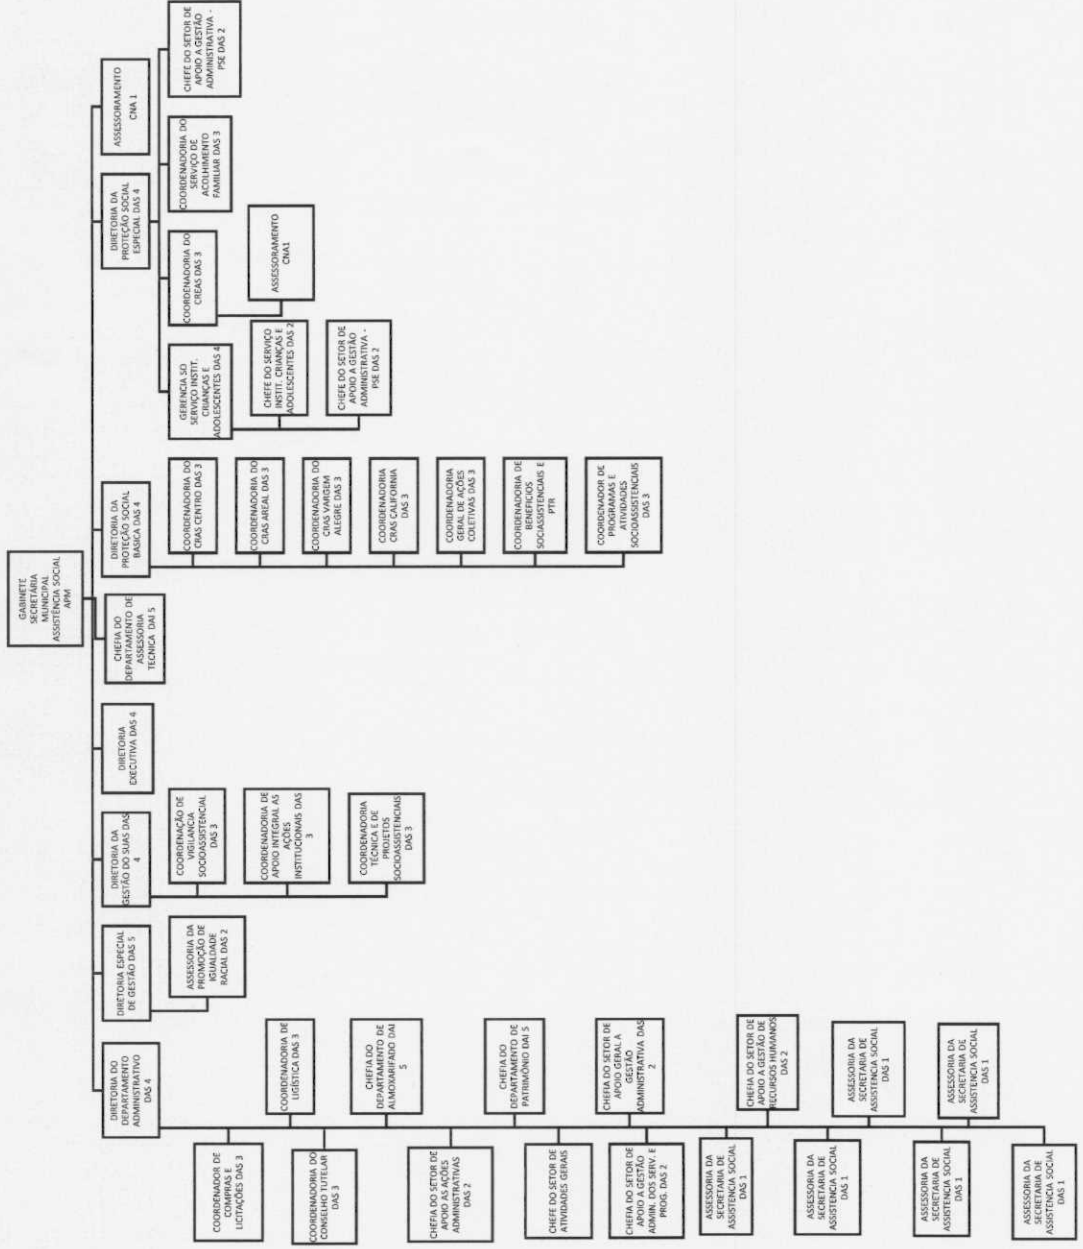 GABINETE
SECRETÁRIA
MUNICIPAL
ASSISTÊNCIA SOCIAL
APM
DIRETORIA DO
DEPARTAMENTO
ADMINISTRATIVO
DAS 4
DIRETORIA ESPECIAL
DE GESTÃO DAS 5
DIRETORIA DA
GESTÃO DO SUAS DAS
4
DIRETORIA
EXECUTIVA DAS 4
CHEFIA DO
DEPARTAMENTO DE
ASSESSORIA
TECNICA DAI 5
DIRETORIA DA
PROTEÇÃO SOCIAL
BASICA DAS 4
DIRETORIA DA
PROTEÇÃO SOCIAL
ESPECIAL DAS 4
ASSESSORAMENTO
CNA 1
COORDENADOR DE
COMPRAS E
LICITAÇÕES DAS 3
COORDENADORIA DE
LIGÍSTICA DAS 3
COORDENADORIA DO
CONSELHO TUTELAR
DAS 3
CHEFIA DO
DEPARTAMENTO DE
ALMOXARIFADO DAI
5
CHEFIA DO SETOR DE
APOIO AS AÇÕES
ADMINISTRATIVAS
DAS 2
CHEFIA DO
DEPARTAMENTO DE
PATRIMÔNIO DAI 5
CHEFE DO SETOR DE
ATIVIDADES GERAIS
CHEFIA DO SETOR DE
APOIO GERAL A
GESTÃO
ADMINISTRATIVA DAS
2
CHEFIA DO SETOR DE
APOIO A GESTÃO
ADMIN. DOS SERV. E
PROG. DAS 2
ASSESSORIA DA
SECRETARIA DE
ASSISTENCIA SOCIAL
DAS 1
CHEFIA DO SETOR DE
APOIO A GESTÃO DE
RECURSOS HUMANOS
DAS 2
ASSESSORIA DA
SECRETARIA DE
ASSISTENCIA SOCIAL
DAS 1
ASSESSORIA DA
SECRETARIA DE
ASSISTENCIA SOCIAL
DAS 1
ASSESSORIA DA
SECRETARIA DE
ASSISTENCIA SOCIAL
DAS 1
ASSESSORIA DA
SECRETARIA DE
ASSISTENCIA SOCIAL
DAS 1
ASSESSORIA DA
SECRETARIA DE
ASSISTENCIA SOCIAL
DAS 1
ASSESSORIA DA
PROMOÇÃO DE
IGUALDADE
RACIAL DAS 2
COORDENAÇÃO DE
VIGILANCIA
SOCIOASSISTENCIAL
DAS 3
COORDENADORIA DE
APOIO INTEGRAL AS
AÇÕES
INSTITUCIONAIS DAS
3
COORDENADORIA
TÉCNICA E DE
PROJETOS
SOCIOASSISTENCIAIS
DAS 3
COORDENADORIA DO
CRAS CENTRO DAS 3
COORDENADORIA DO
CRAS AREAL DAS 3
COORDENADORIA DO
CRAS VARGEM
ALEGRE DAS 3
COORDENADORIA
CRAS CALIFORNIA
DAS 3
COORDENADORIA
GERAL DE AÇÕES
COLETIVAS DAS 3
COORDENADORIA DE
BENEFICIOS
SOCIASSISTENCIAIS E
PTR
COORDENADOR DE
PROGRAMAS E
ATIVIDADES
SOCIOASSISTENCIAIS
DAS 3
GERENCIA SO
SERVIÇO INSTIT.
CRIANÇAS E
ADOLESCENTES DAS 4
CHEFE DO SERVIÇO
INSTIT. CRIANÇAS E
ADOLESCENTES DAS 2
CHEFE DO SETOR DE
APOIO A GESTÃO
ADMINISTRATIVA -
PSE DAS 2
COORDENADORIA DO
CREAS DAS 3
ASSESSORAMENTO
CNA1
COORDENADORIA DO
SERVIÇO DE
ACOLHIMENTO
FAMILIAR DAS 3
CHEFE DO SETOR DE
APOIO A GESTÃO
ADMINISTRATIVA -
PSE DAS 2